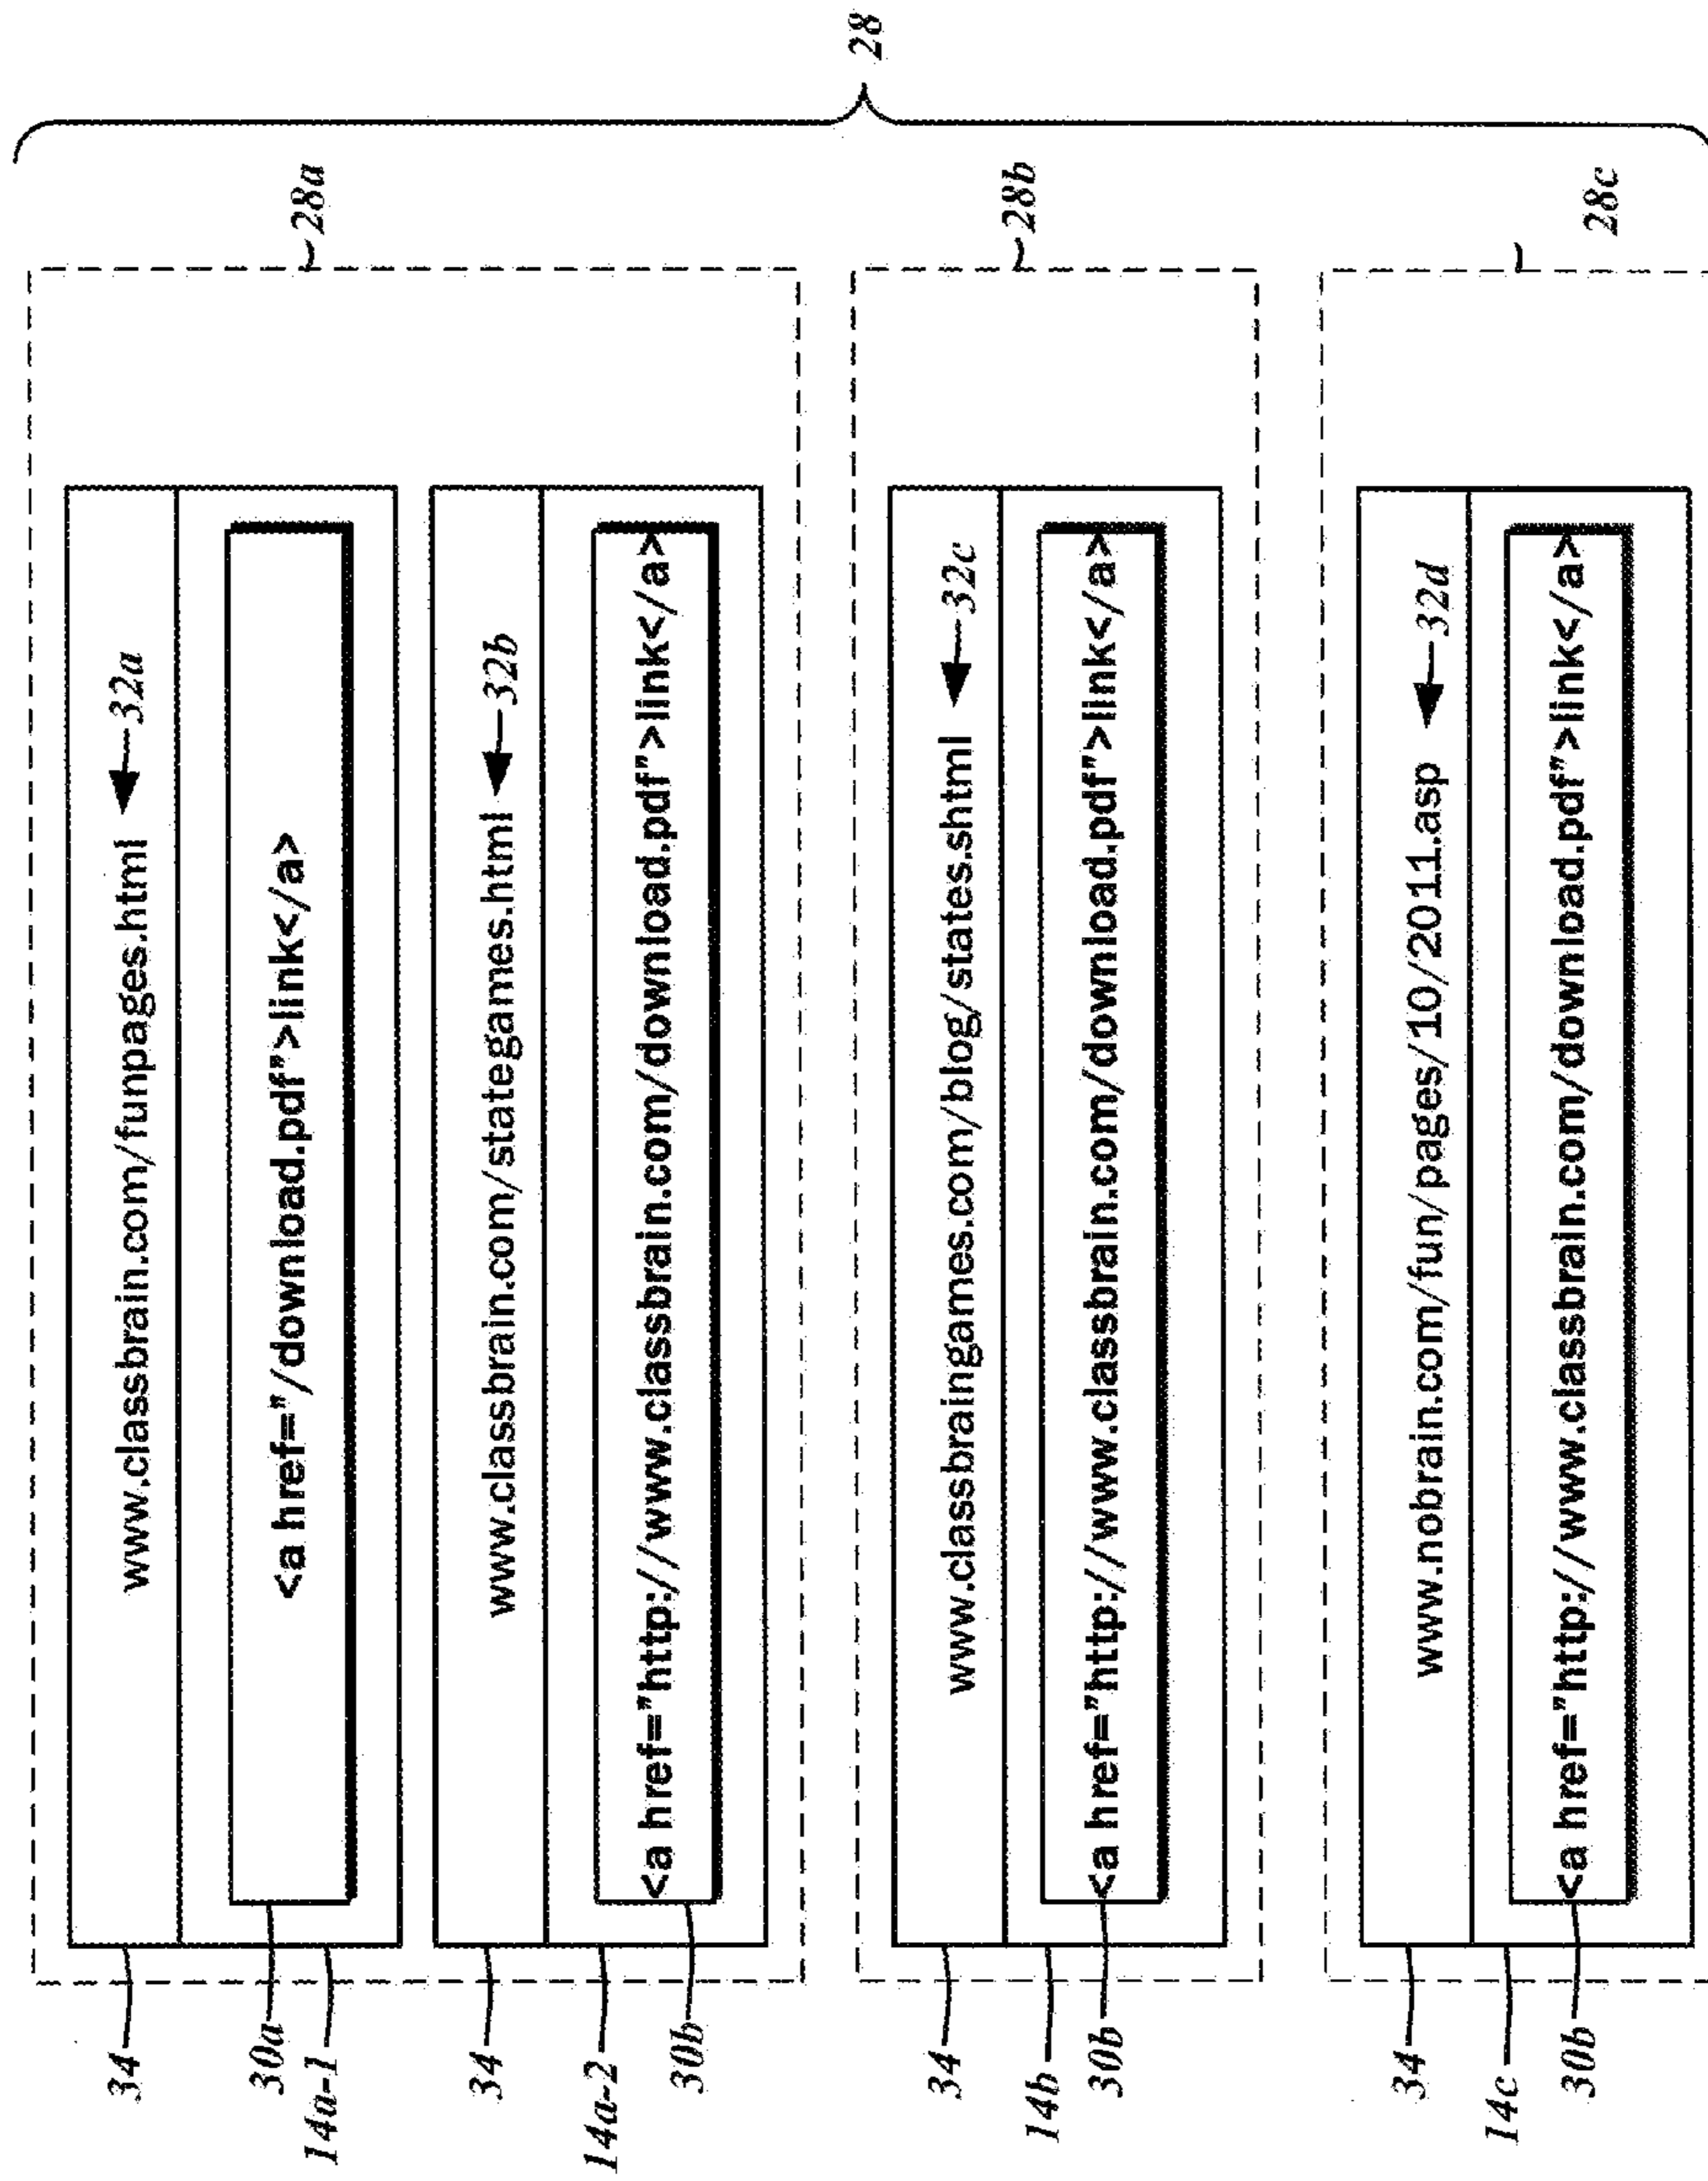 28
28a
34
www.classbrain.com/funpages.html
32a
30a
<a href="/download.pdf">link</a>
14a-1
34
www.classbrain.com/stategames.html
32b
14a-2
<a href="http://www.classbrain.com/download.pdf">link</a>
30b
28b
34
www.classbraingames.com/blog/states.shtml
32c
14b
<a href="http://www.classbrain.com/download.pdf">link</a>
30b
28c
34
www.nobrain.com/fun/pages/10/2011.asp
32d
14c
<a href="http://www.classbrain.com/download.pdf">link</a>
30b